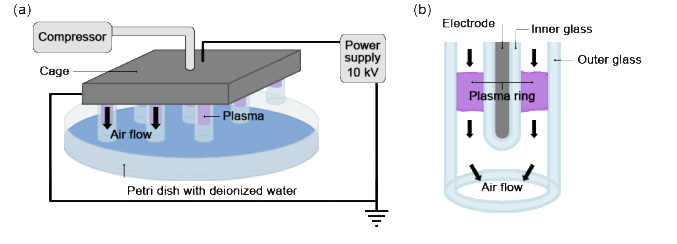 (a)
Compressor
Power
supply
10 kV
Cage
Plasma
Air flow
Petri dish with deionized water
(b)
Electrode
Inner glass
Outer glass
Plasma ring
Air flow